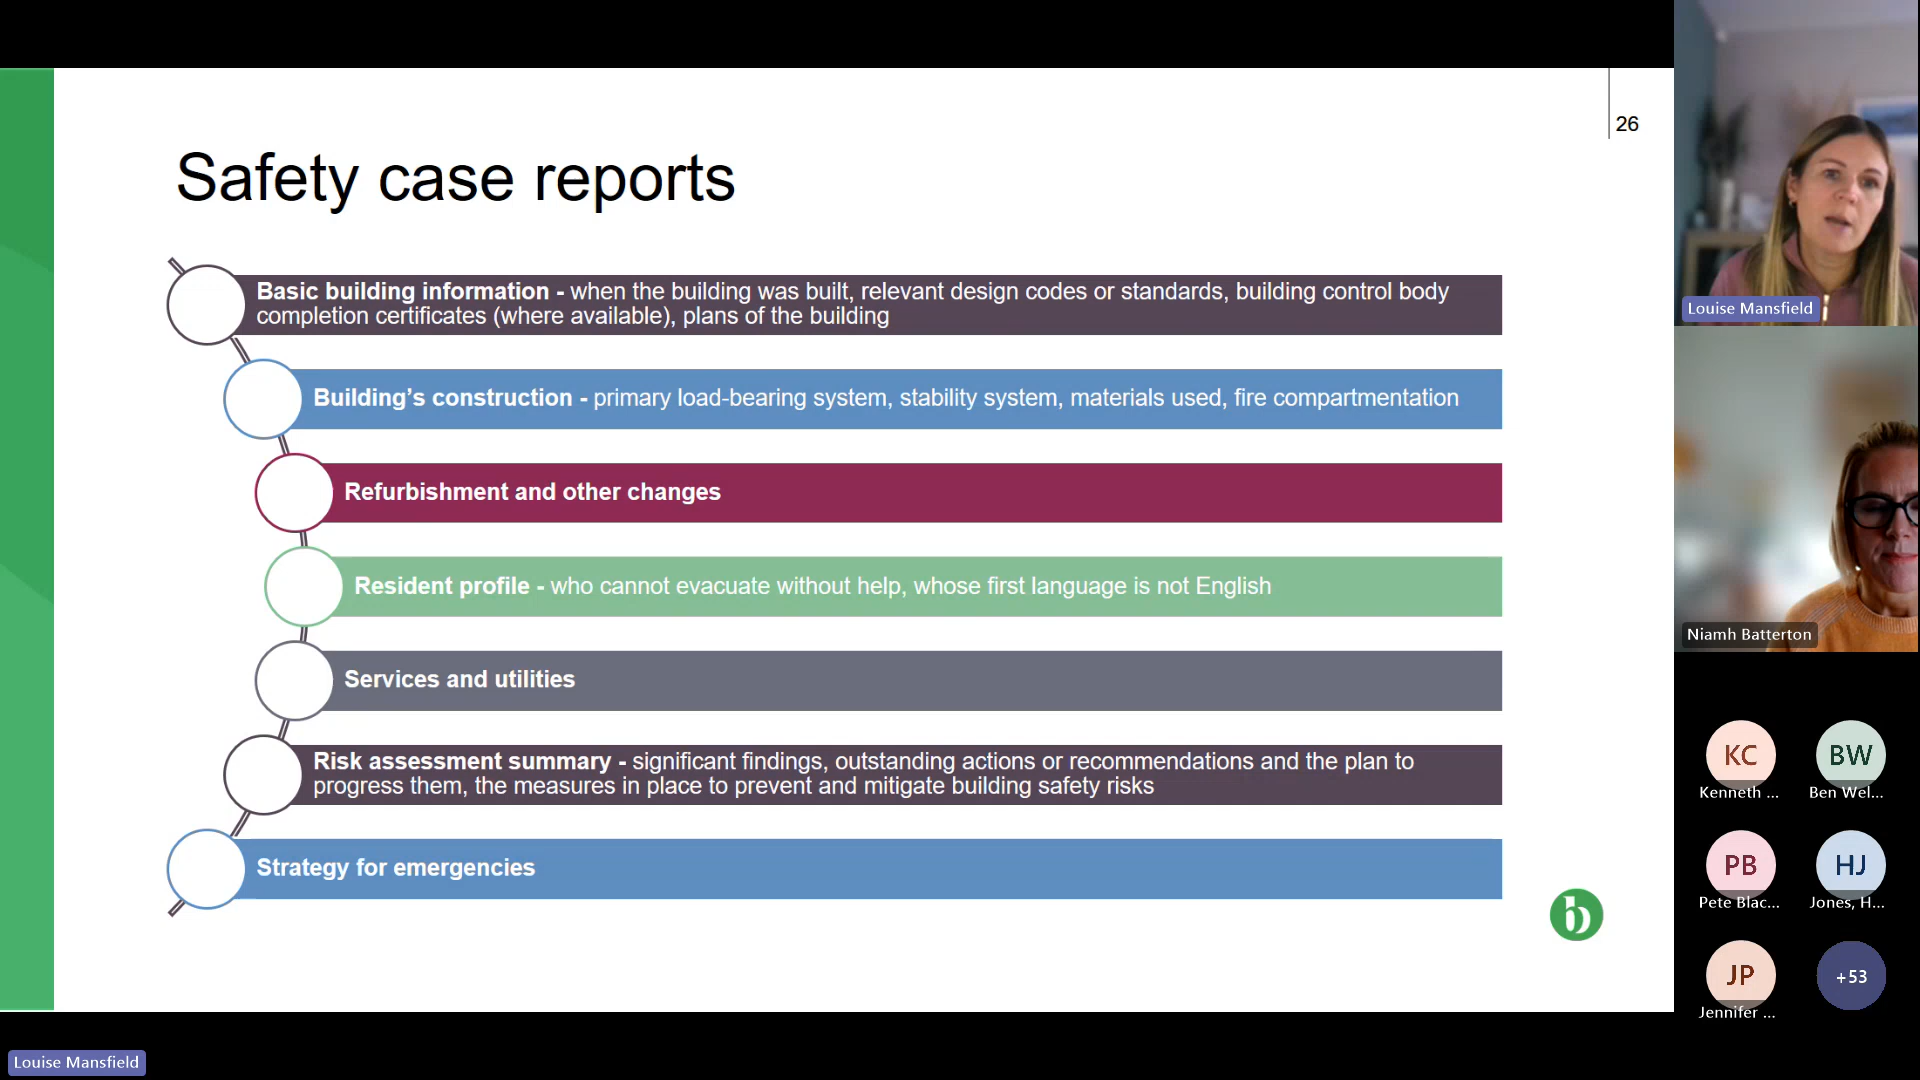 26
Safety case reports
Basic building information - when the building was built, relevant design codes or standards, building control body
completion certificates (where available), plans of the building
Building’s construction - primary load-bearing system, stability system, materials used, fire compartmentation
Refurbishment and other changes
Resident profile - who cannot evacuate without help, whose first language is not English
Services and utilities
Risk assessment summary - significant findings, outstanding actions or recommendations and the plan to
progress them, the measures in place to prevent and mitigate building safety risks
Strategy for emergencies
b
Louise Mansfield
Niamh Batterton
KC
BW
Kenneth ...
Ben Wel...
PB
HJ
Pete Blac...
Jones, H...
JP
+53
Jennifer ...
Louise Mansfield